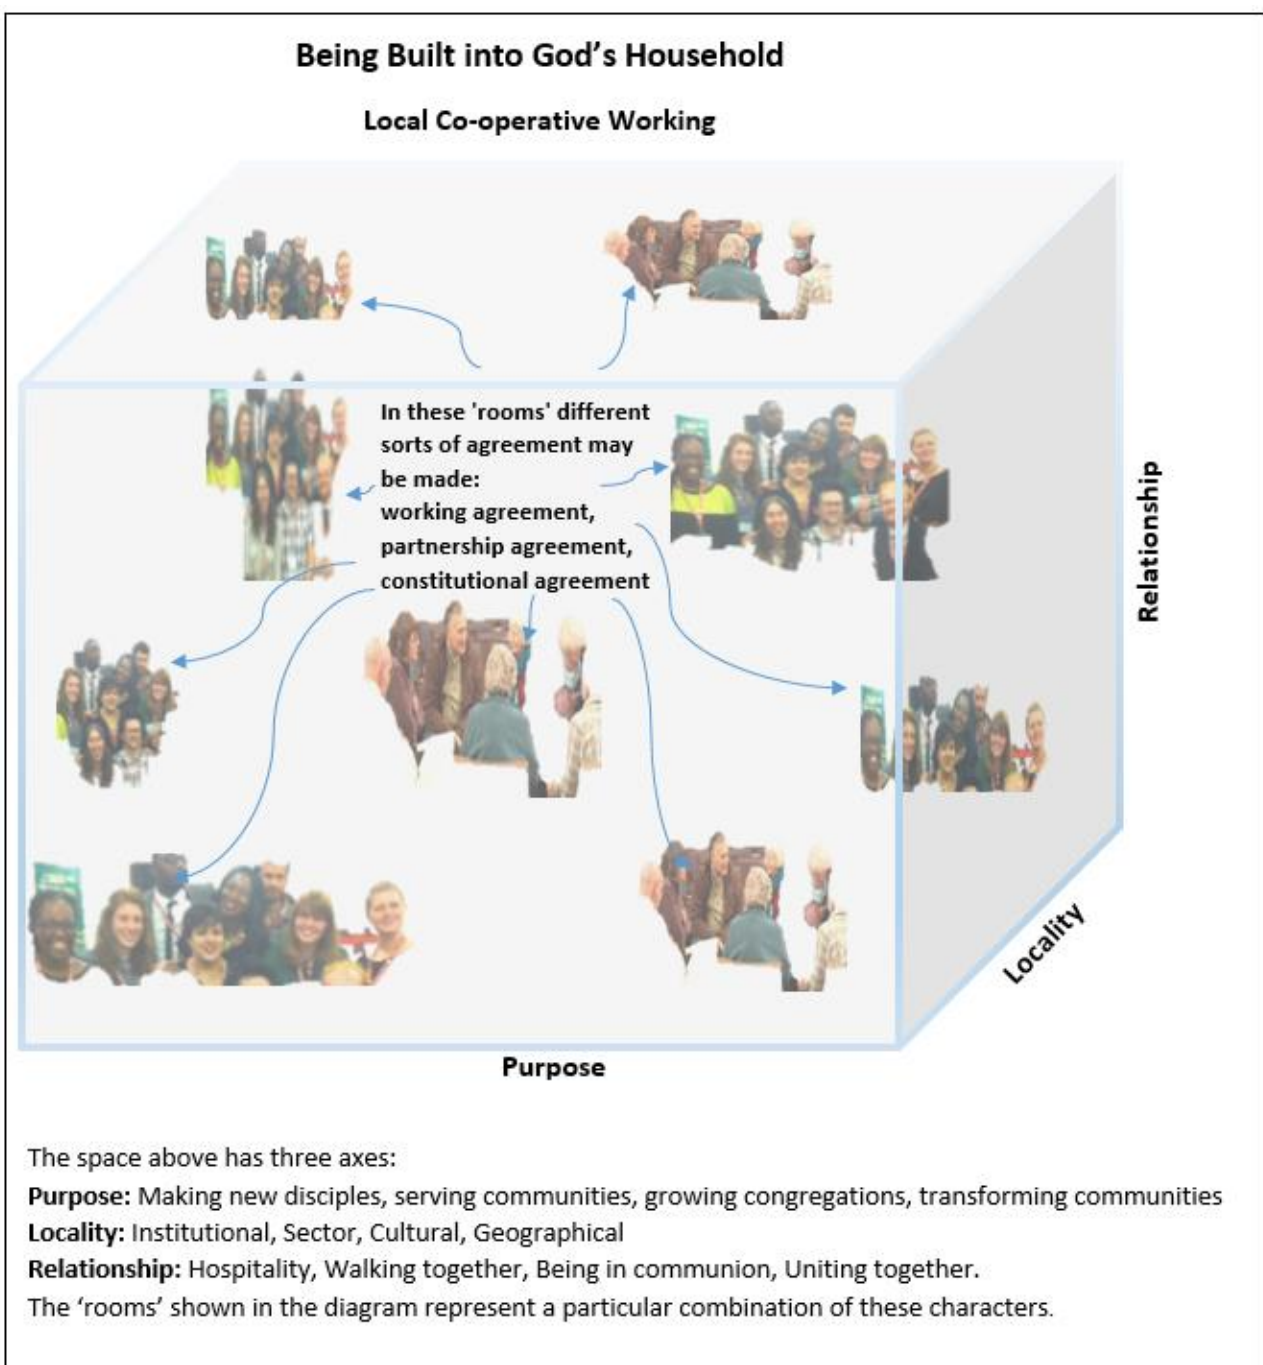 Being Built into God’s Household
Local Co-operative Working
In these 'rooms' different
sorts of agreement may
be made:
working agreement,
partnership agreement,
constitutional agreement
Relationship
Locality
Purpose
The space above has three axes:
Purpose: Making new disciples, serving communities, growing congregations, transforming communities
Locality: Institutional, Sector, Cultural, Geographical
Relationship: Hospitality, Walking together, Being in communion, Uniting together.
The ‘rooms’ shown in the diagram represent a particular combination of these characters.